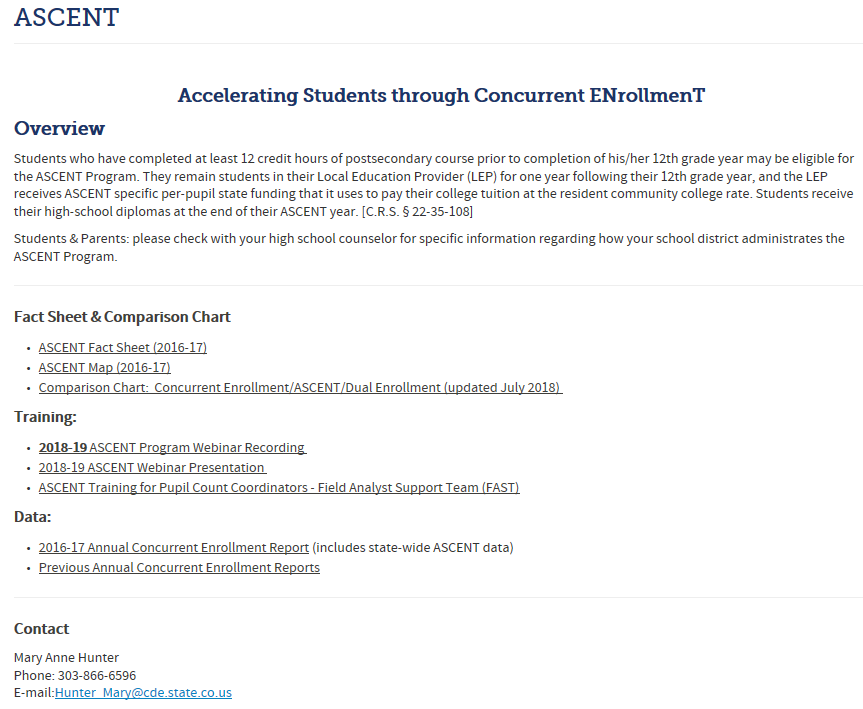 ASCENT
Accelerating Students through Concurrent ENrollmenT
Overview
Students who have completed at least 12 credit hours of postsecondary course prior to completion of his/her 12th grade year may be eligible for
the ASCENT Program. They remain students in their Local Education Provider (LEP) for one year following their 12th grade year, and the LEP
receives ASCENT specific per-pupil state funding that it uses to pay their college tuition at the resident community college rate. Students receive
their high-school diplomas at the end of their ASCENT year. [C.R.S. § 22-35-108]
Students & Parents: please check with your high school counselor for specific information regarding how your school district administrates the
ASCENT Program.
Fact Sheet & Comparison Chart
• ASCENT Fact Sheet (2016-17)
• ASCENT Map (2016-17)
• Comparison Chart:  Concurrent Enrollment/ASCENT/Dual Enrollment (updated July 2018)
Training:
• 2018-19 ASCENT Program Webinar Recording
• 2018-19 ASCENT Webinar Presentation
• ASCENT Training for Pupil Count Coordinators - Field Analyst Support Team (FAST)
Data:
• 2016-17 Annual Concurrent Enrollment Report (includes state-wide ASCENT data)
• Previous Annual Concurrent Enrollment Reports
Contact
Mary Anne Hunter
Phone: 303-866-6596
E-mail:Hunter_Mary@cde.state.co.us